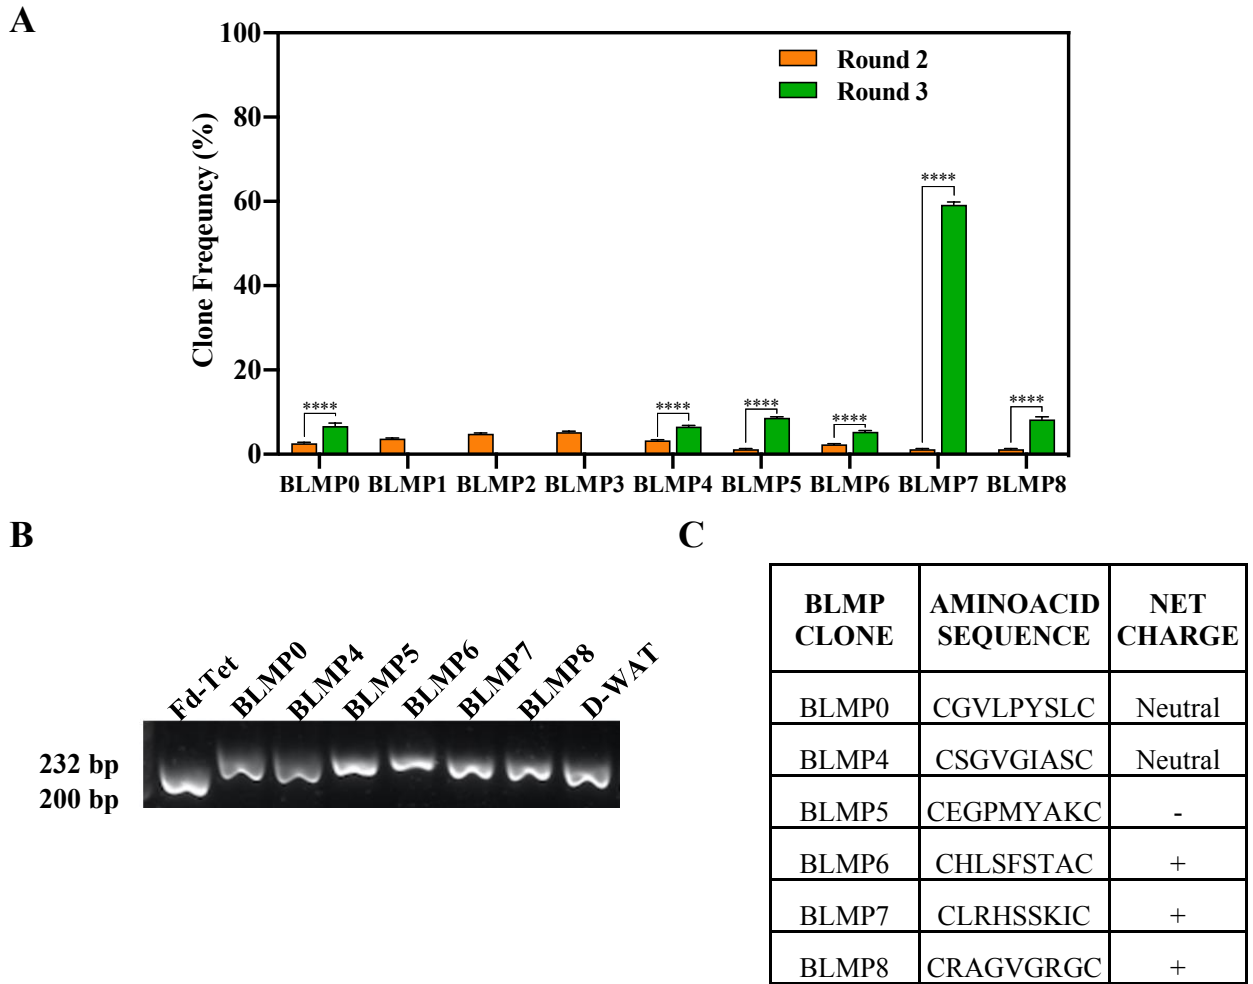 A
100
80
60
40
20
0
Clone Freqeuncy (%)
Round 2
Round 3
****
****
****
****
****
****
BLMP0 BLMP1 BLMP2 BLMP3 BLMP4 BLMP5 BLMP6 BLMP7 BLMP8
B
Fd-Tet BLMP0 BLMP4 BLMP5 BLMP6 BLMP7 BLMP8 D-WAT
232 bp
200 bp
C
BLMP CLONE AMINOACID SEQUENCE NET CHARGE
BLMP0 CGVLPYSLC Neutral
BLMP4 CSGVGIASC Neutral
BLMP5 CEGPMYAKC -
BLMP6 CHLSFSTAC +
BLMP7 CLRHSSKIC +
BLMP8 CRAGVGRGC +